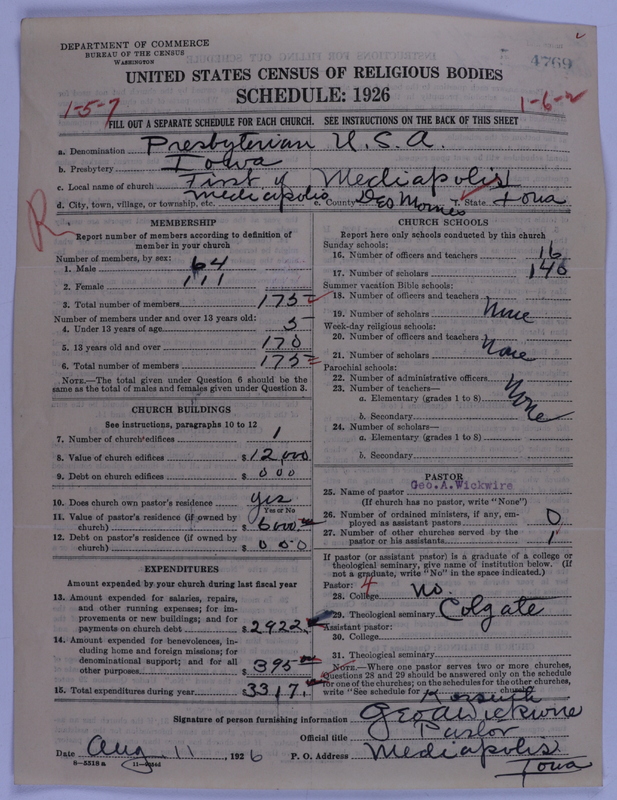 DEPARTMENT OF COMMERCE
BUREAU OF THE CENSUS
WASHINGTON
4769
UNITED STATES CENSUS OF RELIGIOUS BODIES
SCHEDULE: 1926
1-5-7
1-6-2
FILL OUT A SEPARATE SCHEDULE FOR EACH CHURCH. SEE INSTRUCTIONS ON THE BACK OF THIS SHEET
a. Denomination Presbyterian U.S.A.
b. Presbytery Iowa
c. Local name of church First of Mediapolis
d. City, town, village, or township, etc. Mediapolis e. County Des Moines f. State Iowa
R
MEMBERSHIP
Report number of members according to definition of
member in your church
Number of members, by sex:
1. Male 64
2. Female 111
3. Total number of members 175
Number of members under and over 13 years old:
4. Under 13 years of age 5
5. 13 years old and over 170
6. Total number of members 175
NOTE.—The total given under Question 6 should be the
same as the total of males and females given under Question 3.
CHURCH BUILDINGS
See instructions, paragraphs 10 to 12
7. Number of church edifices 1
8. Value of church edifices $12,000
9. Debt on church edifices $ 000
10. Does church own pastor's residence yes
Yes or No
11. Value of pastor's residence (if owned by
church) $6000
12. Debt on pastor's residence (if owned by
church) $ 000
EXPENDITURES
Amount expended by your church during last fiscal year
13. Amount expended for salaries, repairs,
and other running expenses; for im-
provements or new buildings; and for
payments on church debt $2922.
14. Amount expended for benevolences, in-
cluding home and foreign missions; for
denominational support; and for all
other purposes $395
15. Total expenditures during year $3317.
CHURCH SCHOOLS
Report here only schools conducted by this church
Sunday schools:
16. Number of officers and teachers 16
17. Number of scholars 140
Summer vacation Bible schools:
18. Number of officers and teachers
19. Number of scholars None
Week-day religious schools:
20. Number of officers and teachers
21. Number of scholars None
Parochial schools:
22. Number of administrative officers None
23. Number of teachers—
a. Elementary (grades 1 to 8)
b. Secondary
24. Number of scholars—
a. Elementary (grades 1 to 8)
b. Secondary
PASTOR
25. Name of pastor Geo.A.Wickwire
(If church has no pastor, write "None")
26. Number of ordained ministers, if any, em-
ployed as assistant pastors 0
27. Number of other churches served by the
pastor or his assistants 1
If pastor (or assistant pastor) is a graduate of a college or
theological seminary, give name of institution below. (If
not a graduate, write "No" in the space indicated.)
Pastor: 4
28. College no.
29. Theological seminary Colgate
Assistant pastor:
30. College
31. Theological seminary
NOTE.—Where one pastor serves two or more churches,
Questions 28 and 29 should be answered only on the schedule
for one of the churches; on the schedules for the other churches,
write "See schedule for Kossuth church."
Signature of person furnishing information Geo A Wickwire
Official title Pastor
Date Aug 11, 1926 P. O. Address Mediapolis
Iowa
8-5518 a